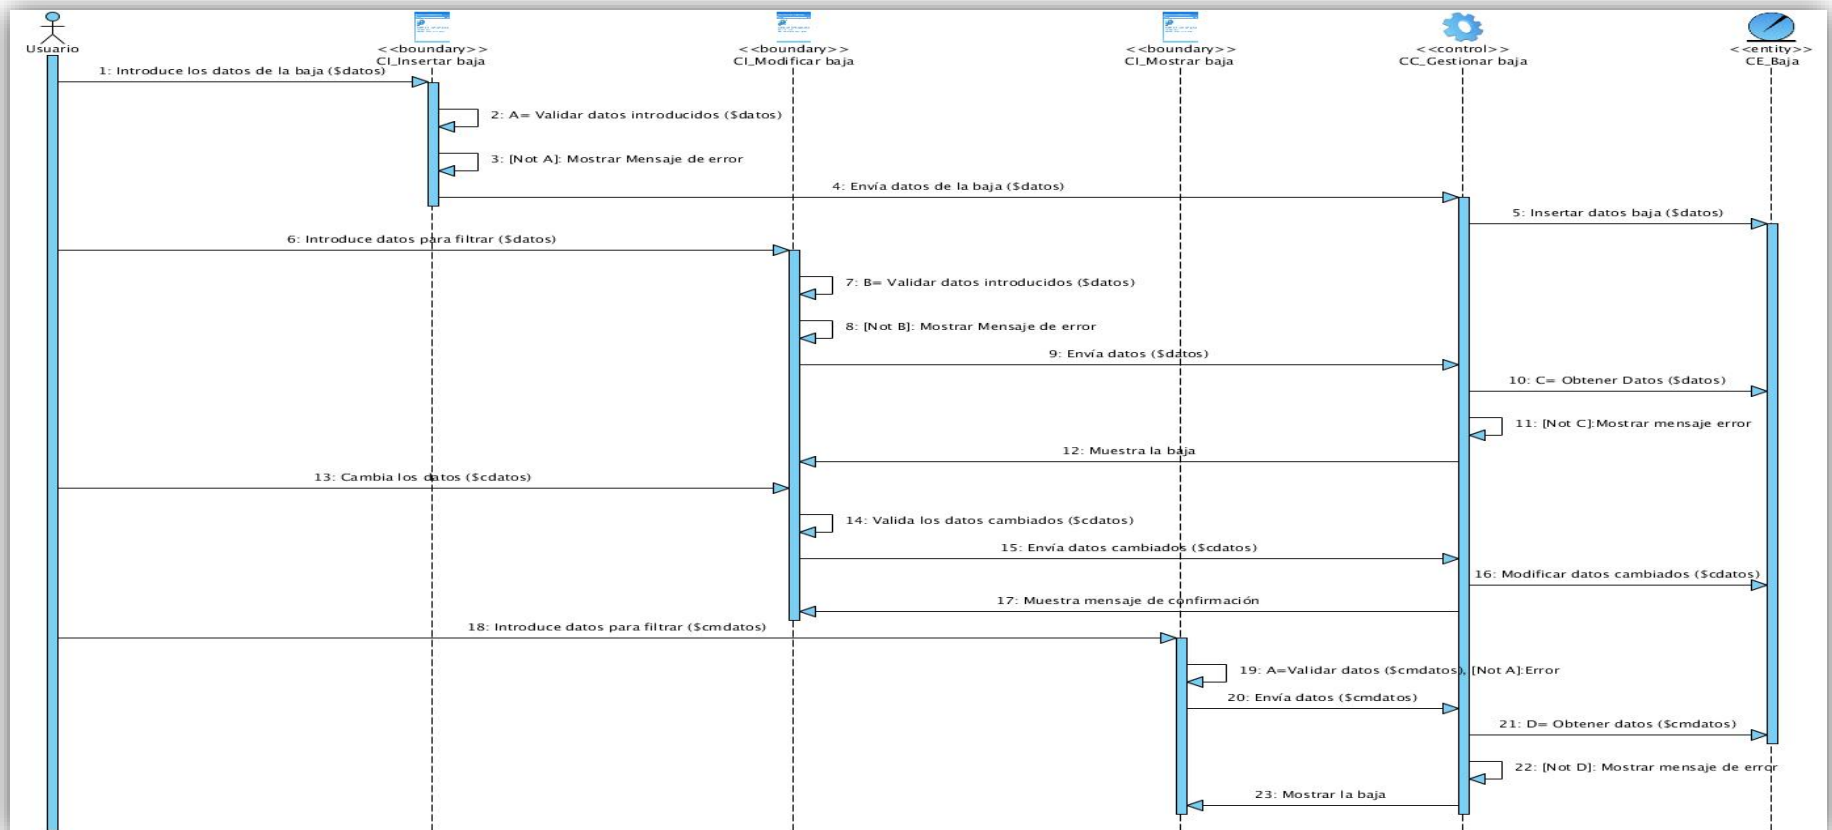 Usuario
<<boundary>>
CI_Insertar baja
<<boundary>>
CI_Modificar baja
<<boundary>>
CI_Mostrar baja
<<control>>
CC_Gestionar baja
<<entity>>
CE_Baja
1: Introduce los datos de la baja ($datos)
2: A= Validar datos introducidos ($datos)
3: [Not A]: Mostrar Mensaje de error
4: Envía datos de la baja ($datos)
5: Insertar datos baja ($datos)
6: Introduce datos para filtrar ($datos)
7: B= Validar datos introducidos ($datos)
8: [Not B]: Mostrar Mensaje de error
9: Envía datos ($datos)
10: C= Obtener Datos ($datos)
11: [Not C]:Mostrar mensaje error
12: Muestra la baja
13: Cambia los datos ($cdatos)
14: Valida los datos cambiados ($cdatos)
15: Envía datos cambiados ($cdatos)
16: Modificar datos cambiados ($cdatos)
17: Muestra mensaje de confirmación
18: Introduce datos para filtrar ($cmdatos)
19: A=Validar datos ($cmdatos), [Not A]:Error
20: Envía datos ($cmdatos)
21: D= Obtener datos ($cmdatos)
22: [Not D]: Mostrar mensaje de error
23: Mostrar la baja